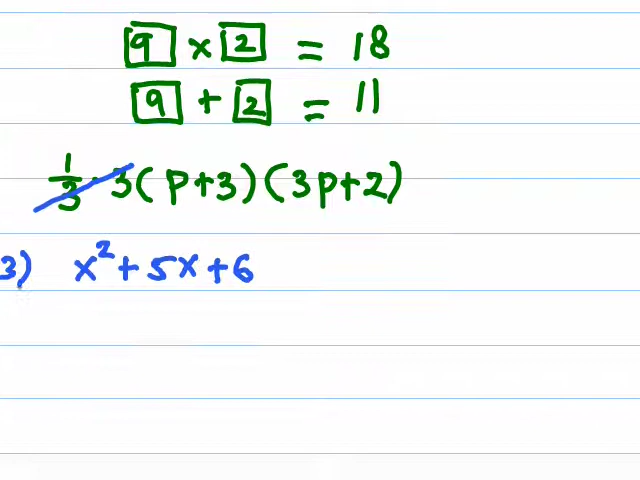 9 × 2 = 18
9 + 2 = 11
1/3 · 3(p+3)(3p+2)
3) x² + 5x + 6